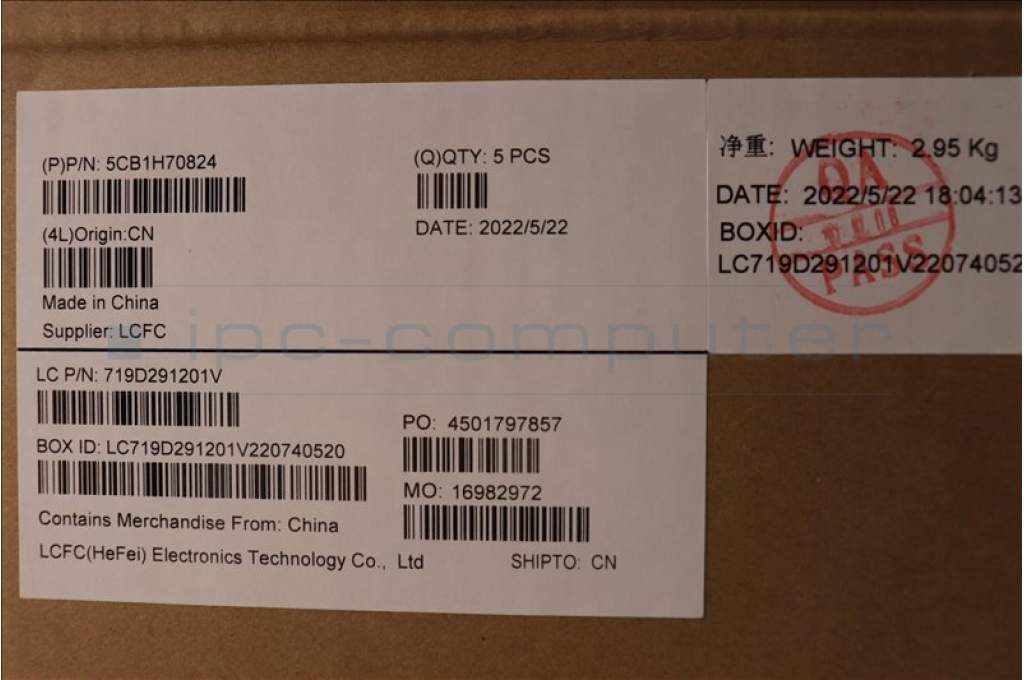 (P)P/N: 5CB1H70824
(4L)Origin:CN
Made in China
Supplier: LCFC
(Q)QTY: 5 PCS
DATE: 2022/5/22
净重: WEIGHT: 2.95 Kg
DATE: 2022/5/22 18:04:13
BOXID:
LC719D291201V22074052
QA
PASS
ipc-computer
LC P/N: 719D291201V
BOX ID: LC719D291201V220740520
Contains Merchandise From: China
LCFC(HeFei) Electronics Technology Co., Ltd
PO: 4501797857
MO: 16982972
SHIPTO: CN